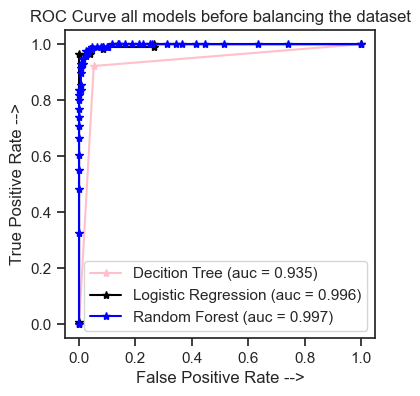 ROC Curve all models before balancing the dataset
True Positive Rate -->
1.0
0.8
0.6
0.4
0.2
0.0
Decition Tree (auc = 0.935)
Logistic Regression (auc = 0.996)
Random Forest (auc = 0.997)
0.0 0.2 0.4 0.6 0.8 1.0
False Positive Rate -->